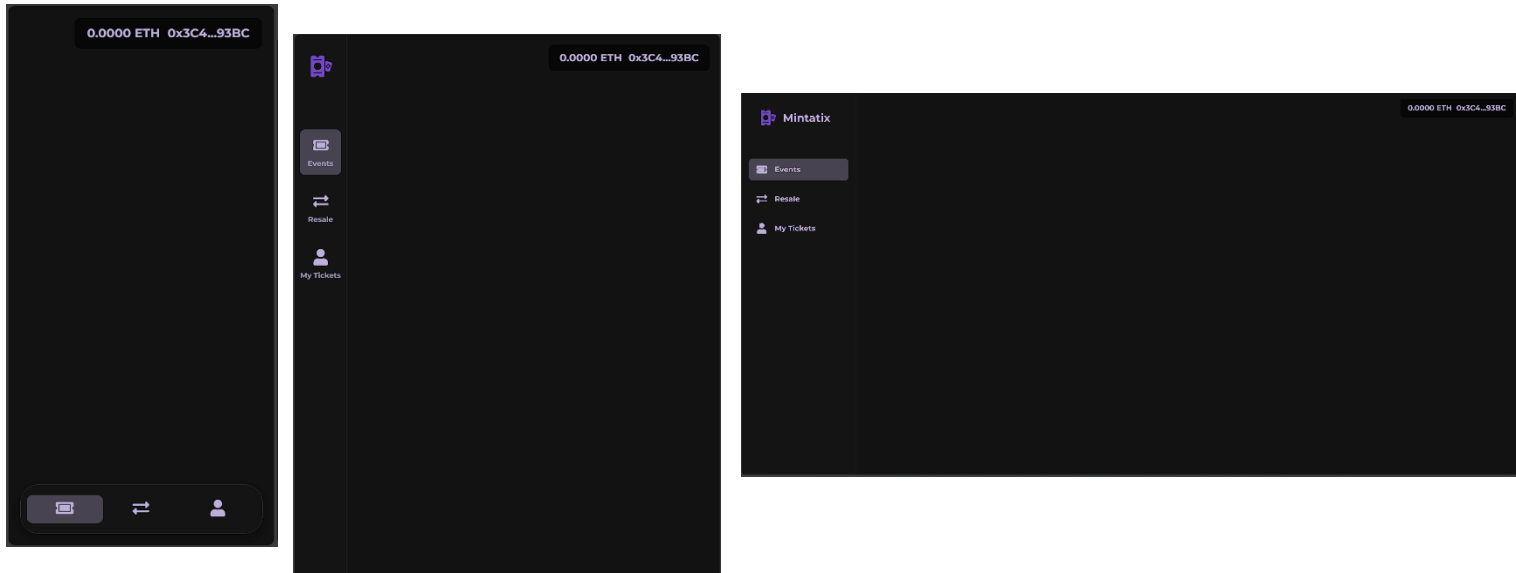 0.0000 ETH 0x3C4...93BC
0.0000 ETH 0x3C4...93BC
Events
Resale
My Tickets
Mintatix
0.0000 ETH 0x3C4...93BC
Events
Resale
My Tickets